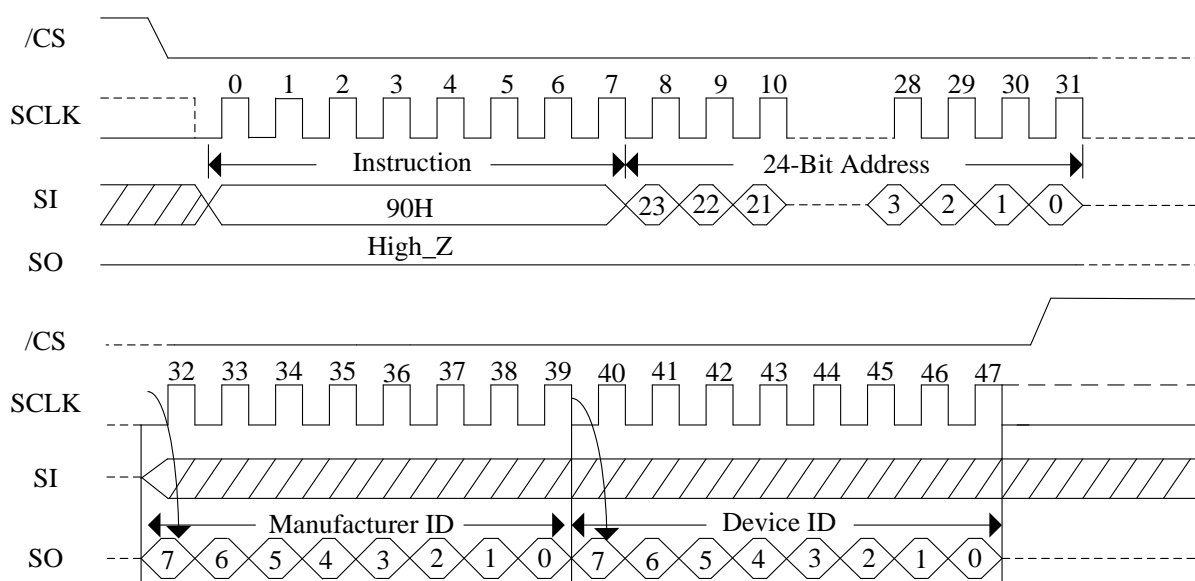 /CS
0 1 2 3 4 5 6 7 8 9 10 28 29 30 31
SCLK
Instruction 24-Bit Address
SI 90H 23 22 21 3 2 1 0
High_Z
SO
/CS
32 33 34 35 36 37 38 39 40 41 42 43 44 45 46 47
SCLK
SI
Manufacturer ID Device ID
SO 7 6 5 4 3 2 1 0 7 6 5 4 3 2 1 0